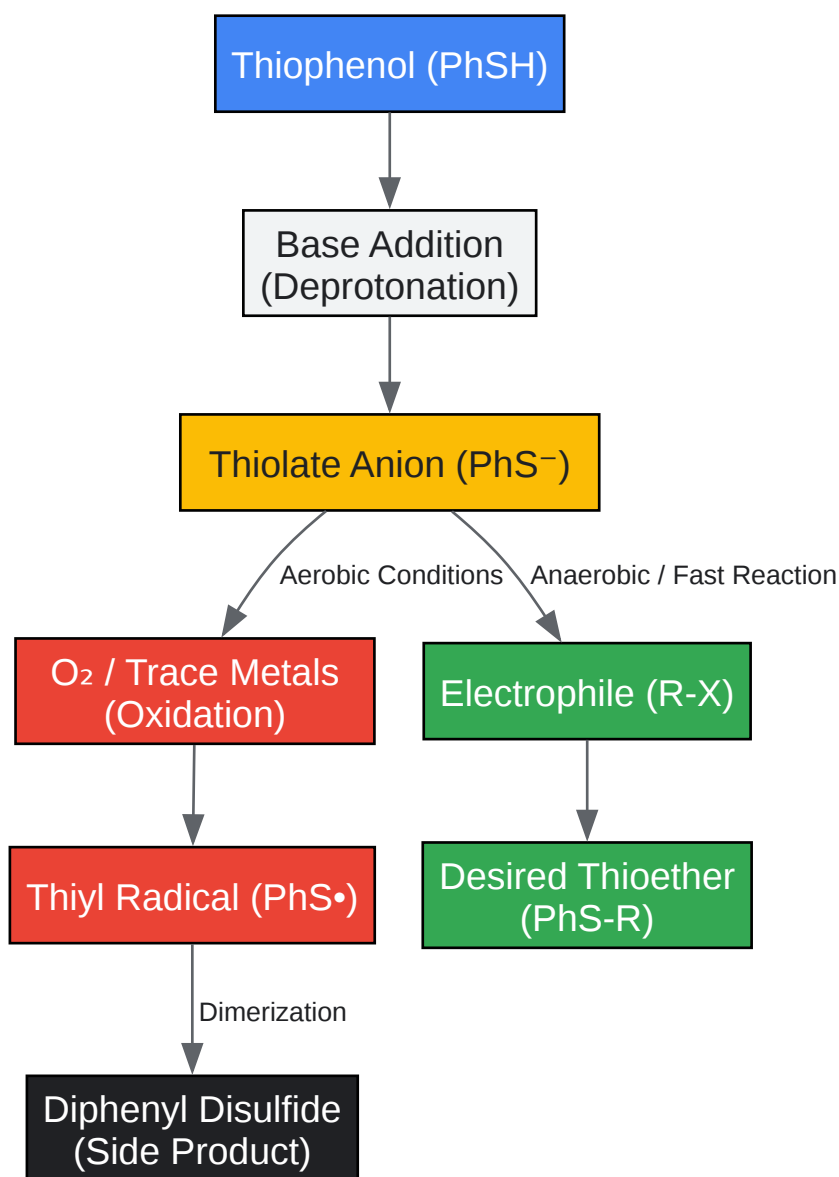 Thiophenol (PhSH)
Base Addition
(Deprotonation)
Thiolate Anion (PhS⁻)
Aerobic Conditions
Anaerobic / Fast Reaction
O₂ / Trace Metals
(Oxidation)
Electrophile (R-X)
Thiyl Radical (PhS•)
Desired Thioether
(PhS-R)
Dimerization
Diphenyl Disulfide
(Side Product)